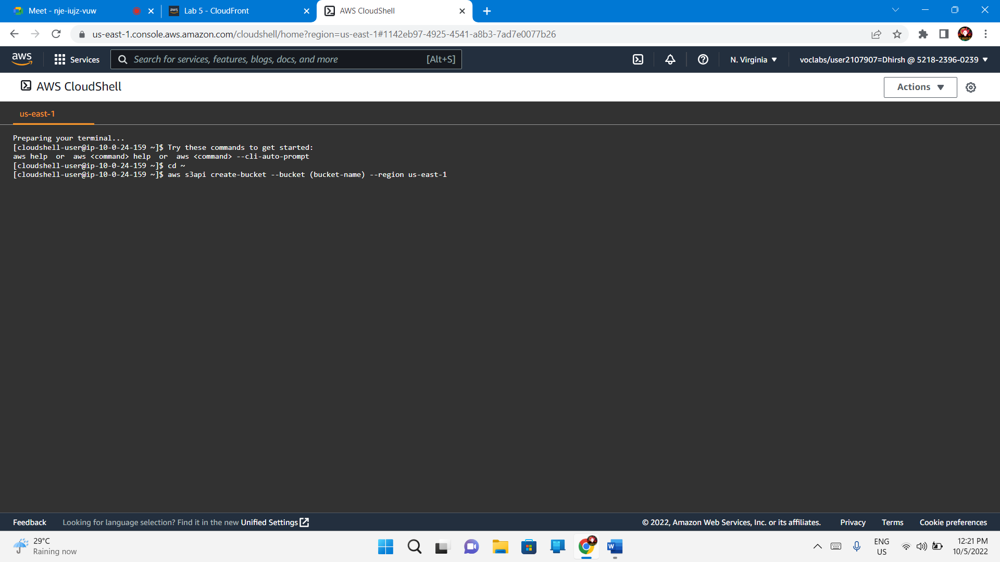 Meet - nje-iujz-vuw
aws Lab 5 - CloudFront
AWS CloudShell
us-east-1.console.aws.amazon.com/cloudshell/home?region=us-east-1#1142eb97-4925-4541-a8b3-7ad7e0077b26
aws Services Search for services, features, blogs, docs, and more [Alt+S] N. Virginia voclabs/user2107907=Dhirsh @ 5218-2396-0239
AWS CloudShell Actions
us-east-1
Preparing your terminal...
[cloudshell-user@ip-10-0-24-159 ~]$ Try these commands to get started:
aws help  or  aws <command> help  or  aws <command> --cli-auto-prompt
[cloudshell-user@ip-10-0-24-159 ~]$ cd ~
[cloudshell-user@ip-10-0-24-159 ~]$ aws s3api create-bucket --bucket (bucket-name) --region us-east-1
Feedback Looking for language selection? Find it in the new Unified Settings © 2022, Amazon Web Services, Inc. or its affiliates. Privacy Terms Cookie preferences
29°C
Raining now
W
ENG
US
12:21 PM
10/5/2022